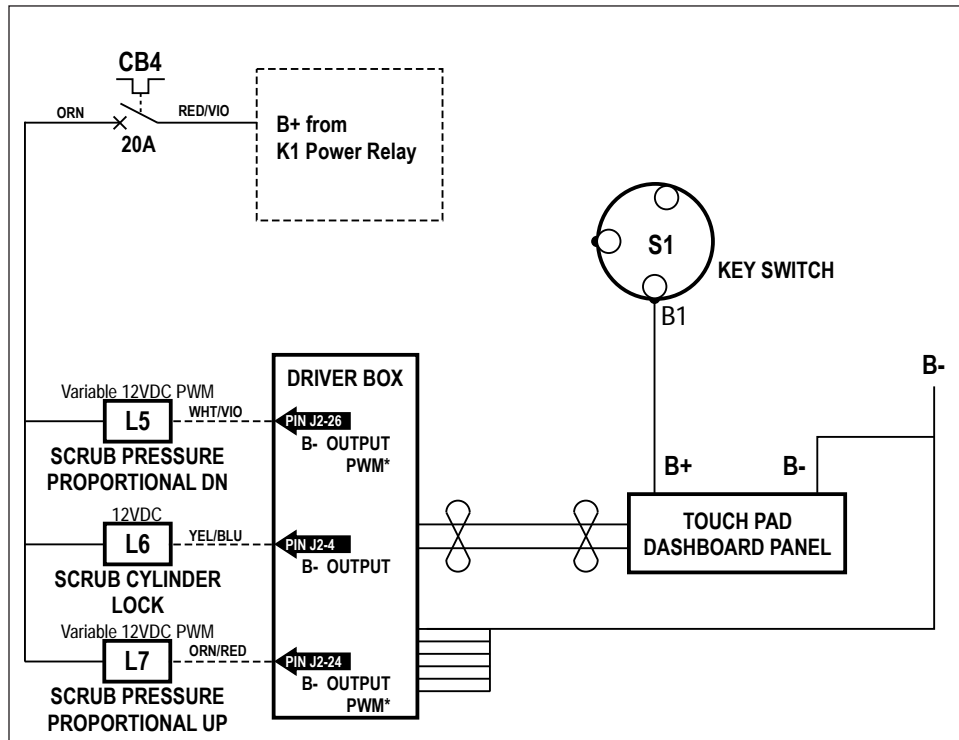 CB4
ORN
RED/VIO
20A
B+ from
K1 Power Relay
S1
KEY SWITCH
B1
B-
DRIVER BOX
Variable 12VDC PWM
L5
WHT/VIO
PIN J2-26
B- OUTPUT
PWM*
SCRUB PRESSURE
PROPORTIONAL DN
B+
B-
TOUCH PAD
DASHBOARD PANEL
12VDC
L6
YEL/BLU
PIN J2-4
B- OUTPUT
SCRUB CYLINDER
LOCK
Variable 12VDC PWM
L7
ORN/RED
PIN J2-24
B- OUTPUT
PWM*
SCRUB PRESSURE
PROPORTIONAL UP